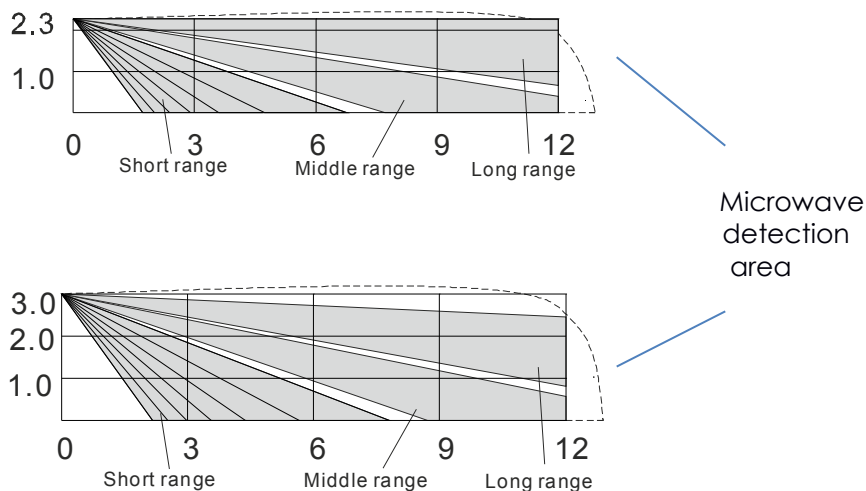 2.3
1.0
0 3 6 9 12
Short range Middle range Long range
Microwave
detection
area
3.0
2.0
1.0
0 3 6 9 12
Short range Middle range Long range